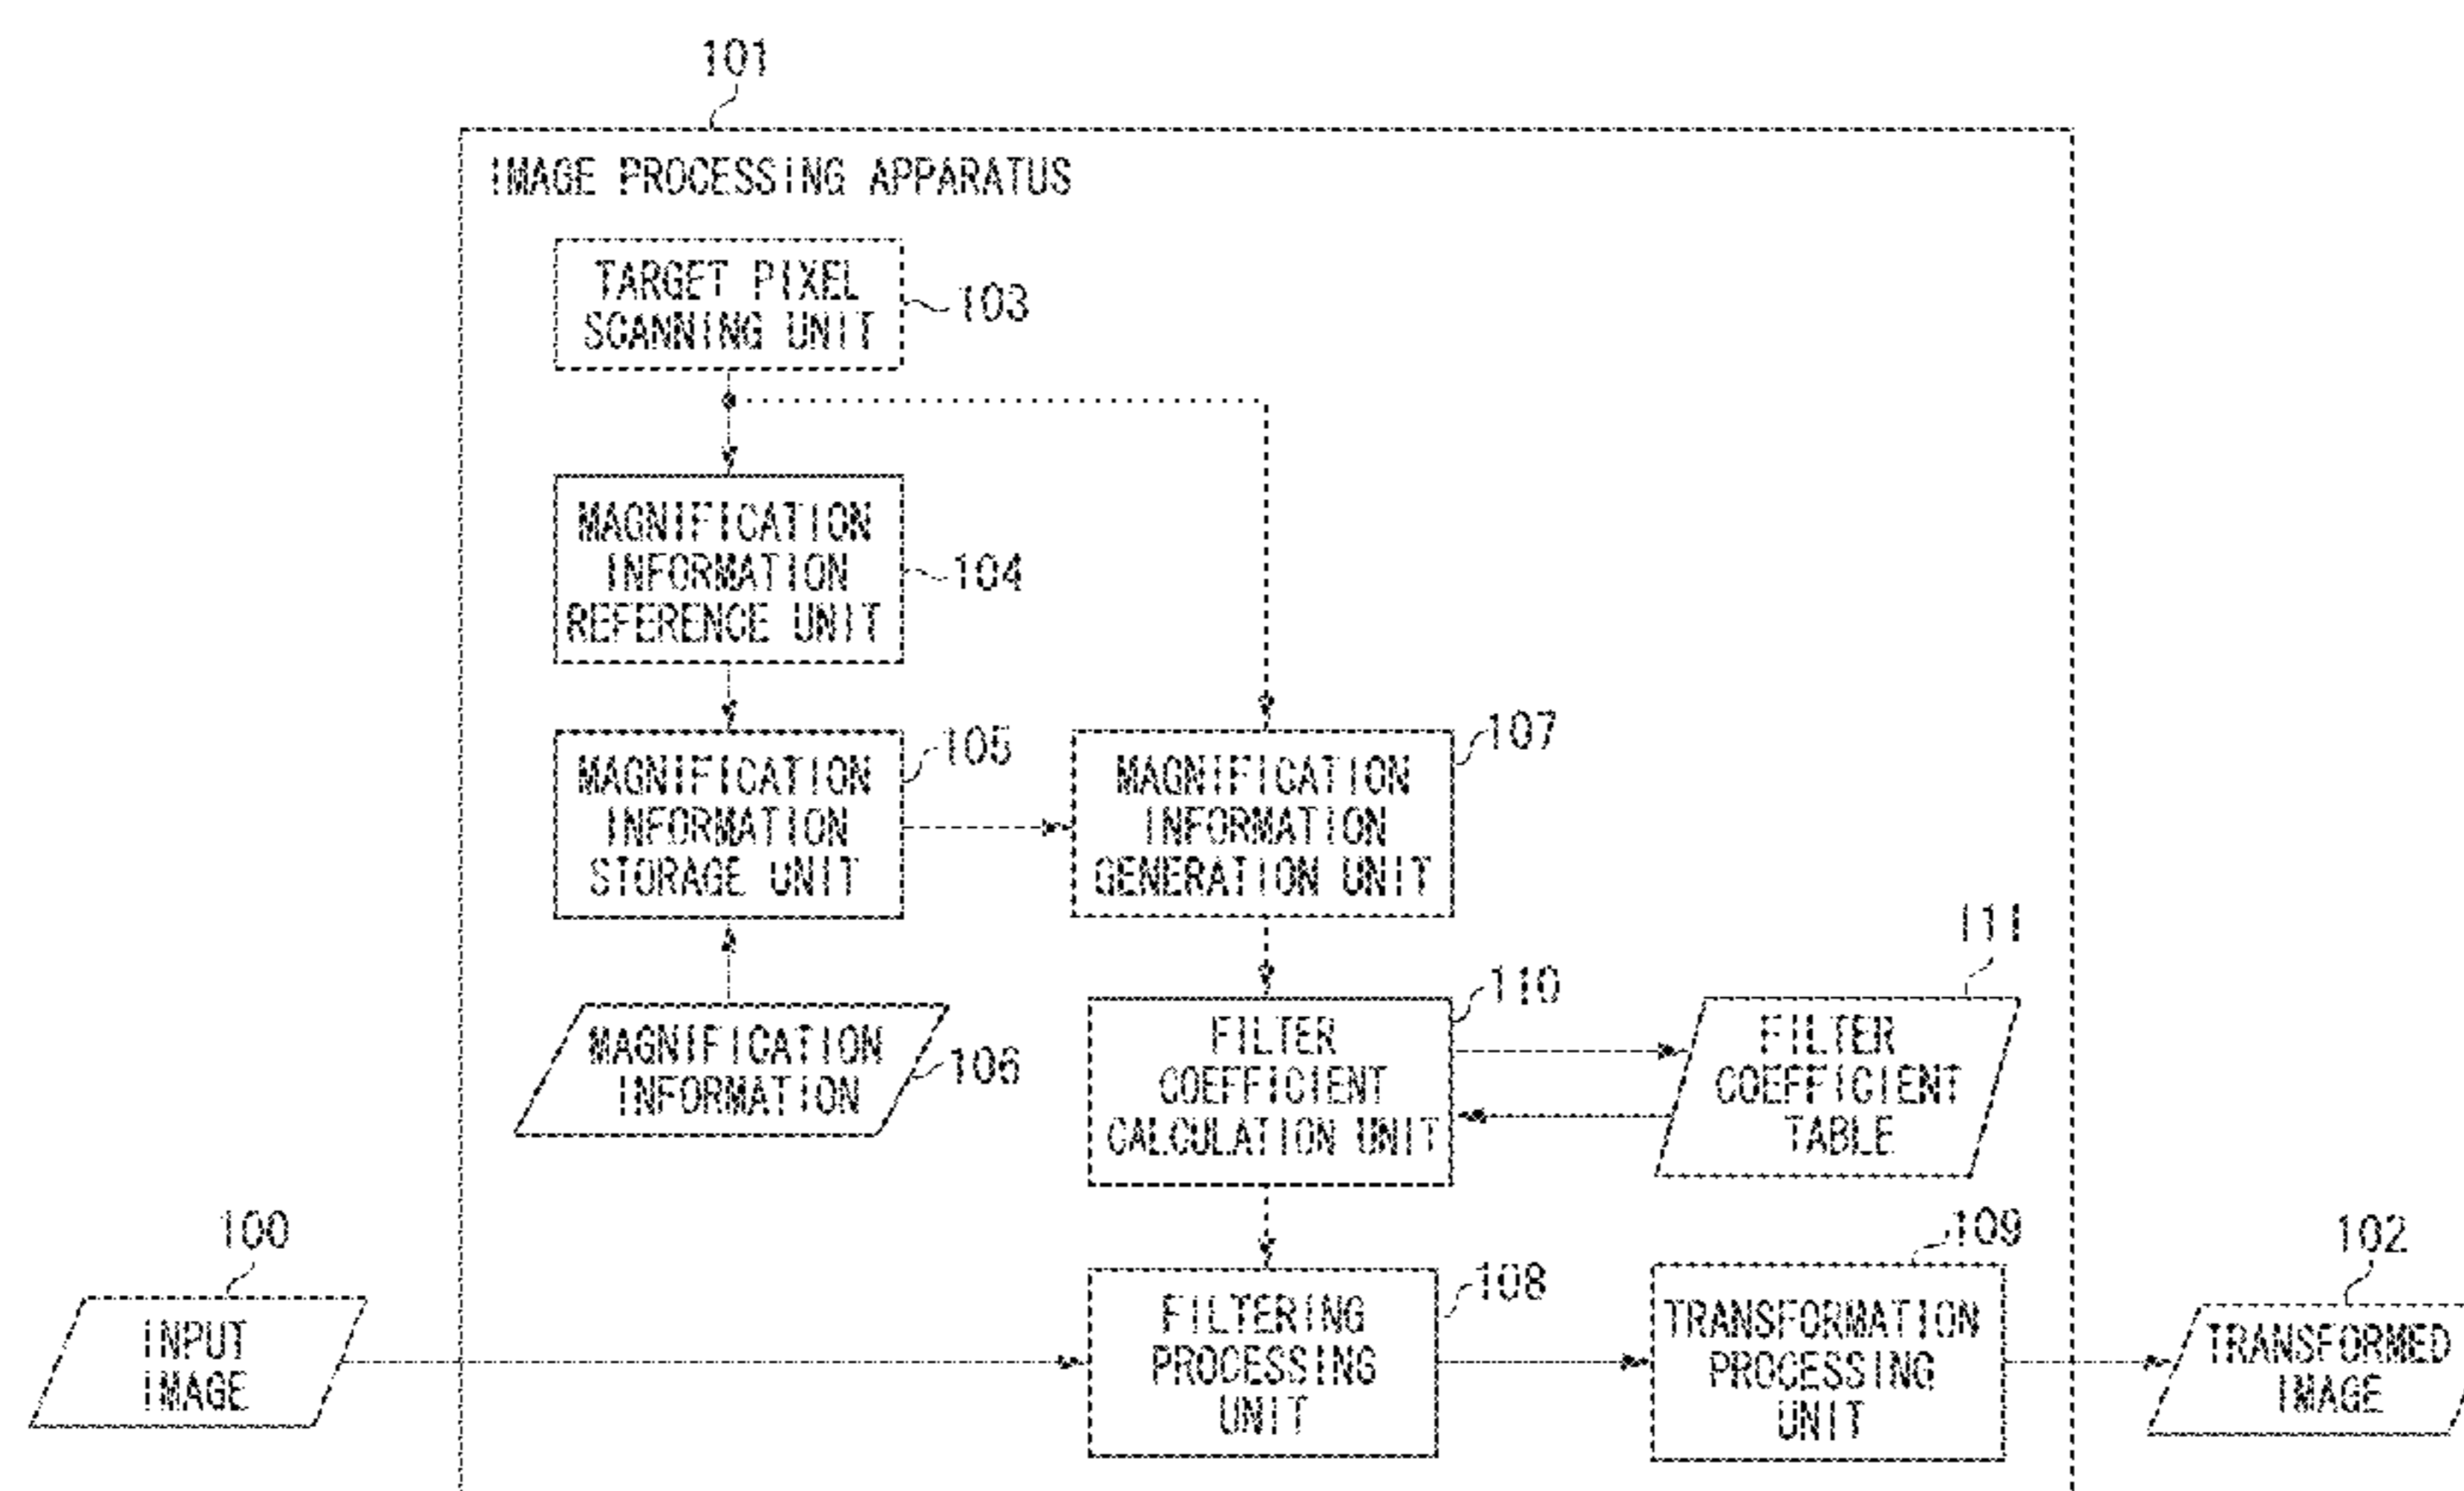 101
IMAGE PROCESSING APPARATUS
TARGET PIXEL
SCANNING UNIT
103
MAGNIFICATION
INFORMATION
REFERENCE UNIT
104
MAGNIFICATION
INFORMATION
STORAGE UNIT
105
MAGNIFICATION
INFORMATION
GENERATION UNIT
107
MAGNIFICATION
INFORMATION
106
FILTER
COEFFICIENT
CALCULATION UNIT
110
FILTER
COEFFICIENT
TABLE
111
INPUT
IMAGE
100
FILTERING
PROCESSING
UNIT
108
TRANSFORMATION
PROCESSING
UNIT
109
TRANSFORMED
IMAGE
102